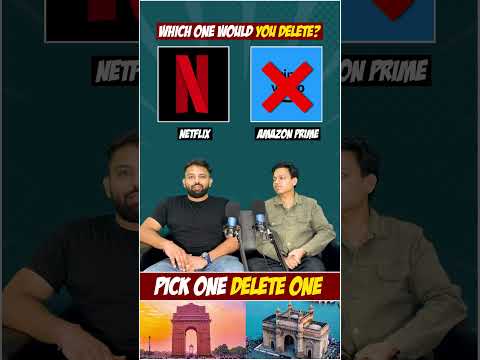 WHICH ONE WOULD YOU DELETE?
N
NETFLIX
AMAZON PRIME
PICK ONE DELETE ONE